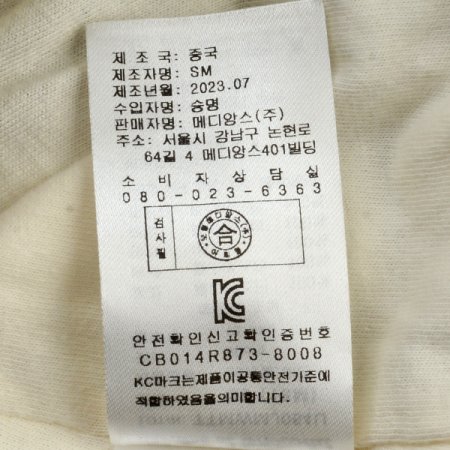 제 조 국: 중국
제조자명: SM
제조년월: 2023.07
수입자명: 승명
판매자명: 메디앙스(주)
주소: 서울시 강남구 논현로
64길 4 메디앙스401빌딩
소 비 자 상 담 실
080-023-6363
검사필
合
안전확인신고확인증번호
CB014R873-8008
KC마크는제품이공통안전기준에
적합하였음을의미합니다.